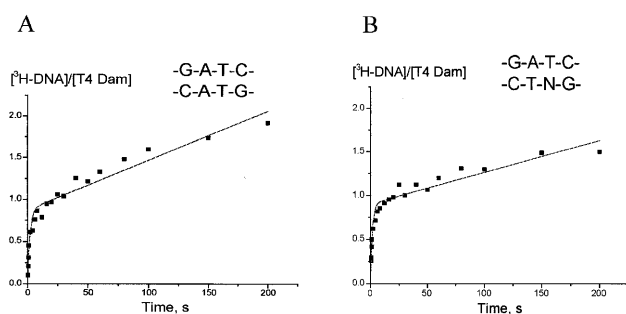 A
[³H-DNA]/[T4 Dam]
-G-A-T-C-
-C-A-T-G-
2.0
1.5
1.0
0.5
0.0
0 50 100 150 200
Time, s
B
[³H-DNA]/[T4 Dam]
-G-A-T-C-
-C-T-N-G-
2.0
1.5
1.0
0.5
0.0
0 50 100 150 200
Time, s